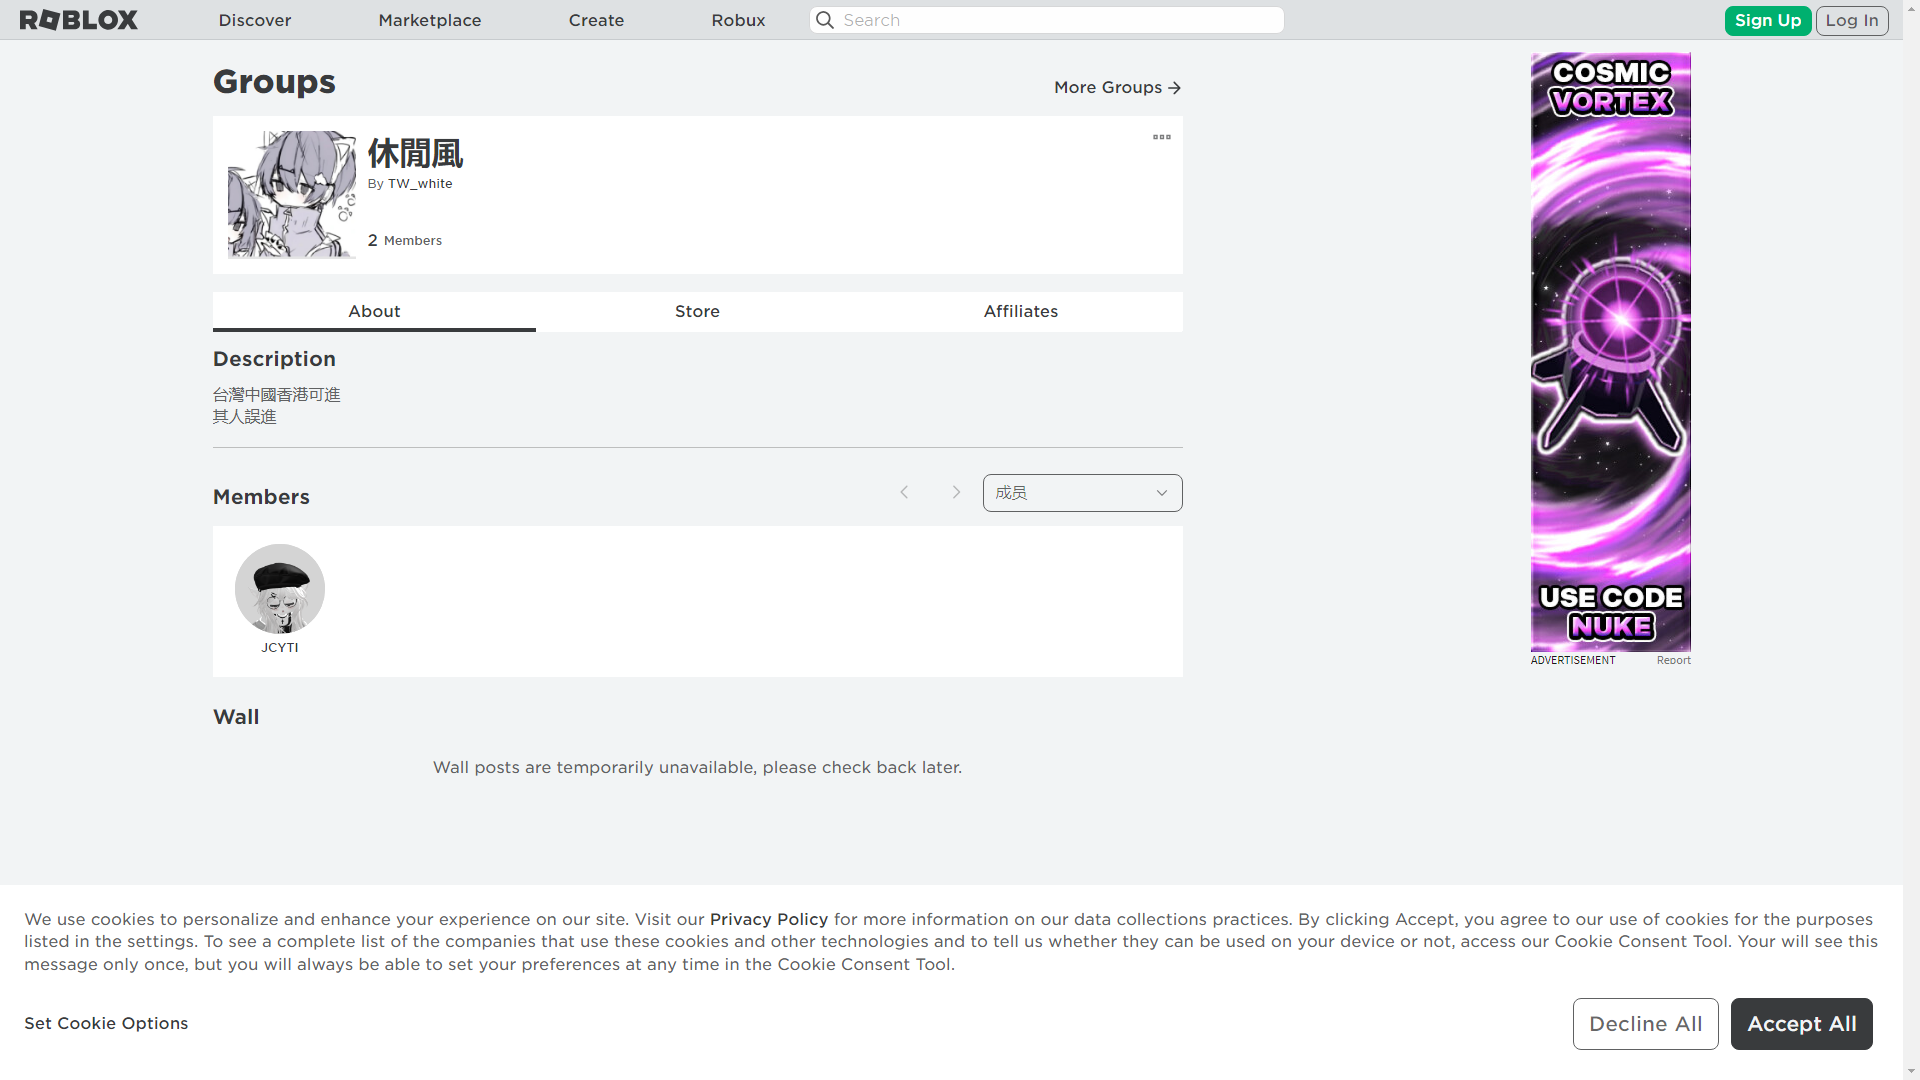 ROBLOX
Discover
Marketplace
Create
Robux
Search
Sign Up
Log In
Groups
More Groups
休閒風
By TW_white
2 Members
About
Store
Affiliates
Description
台灣中國香港可進
其人誤進
Members
成员
JCYTI
Wall
Wall posts are temporarily unavailable, please check back later.
COSMIC
VORTEX
USE CODE
NUKE
ADVERTISEMENT
Report
We use cookies to personalize and enhance your experience on our site. Visit our Privacy Policy for more information on our data collections practices. By clicking Accept, you agree to our use of cookies for the purposes
listed in the settings. To see a complete list of the companies that use these cookies and other technologies and to tell us whether they can be used on your device or not, access our Cookie Consent Tool. Your will see this
message only once, but you will always be able to set your preferences at any time in the Cookie Consent Tool.
Set Cookie Options
Decline All
Accept All